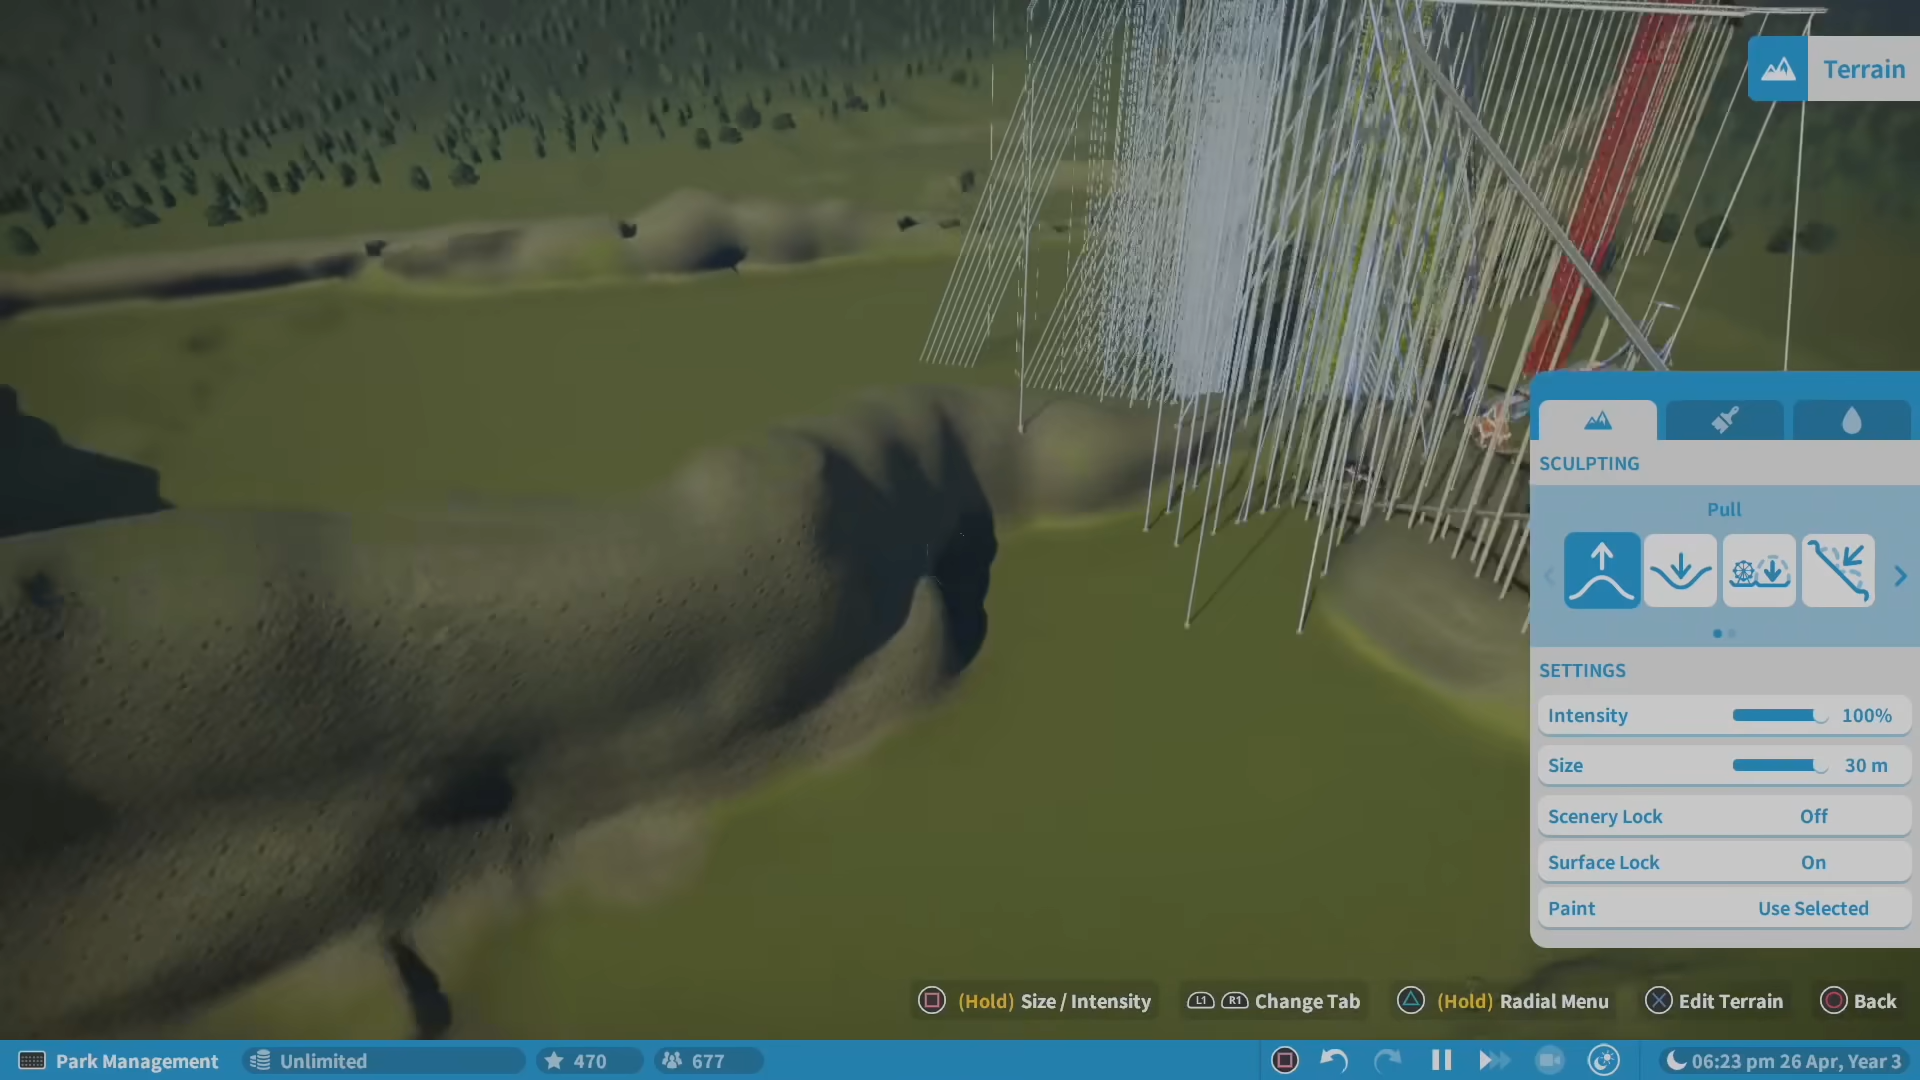 Terrain
SCULPTING
Pull
SETTINGS
Intensity 100%
Size 30 m
Scenery Lock Off
Surface Lock On
Paint Use Selected
(Hold) Size / Intensity L1 R1 Change Tab (Hold) Radial Menu Edit Terrain Back
Park Management Unlimited 470 677 06:23 pm 26 Apr, Year 3